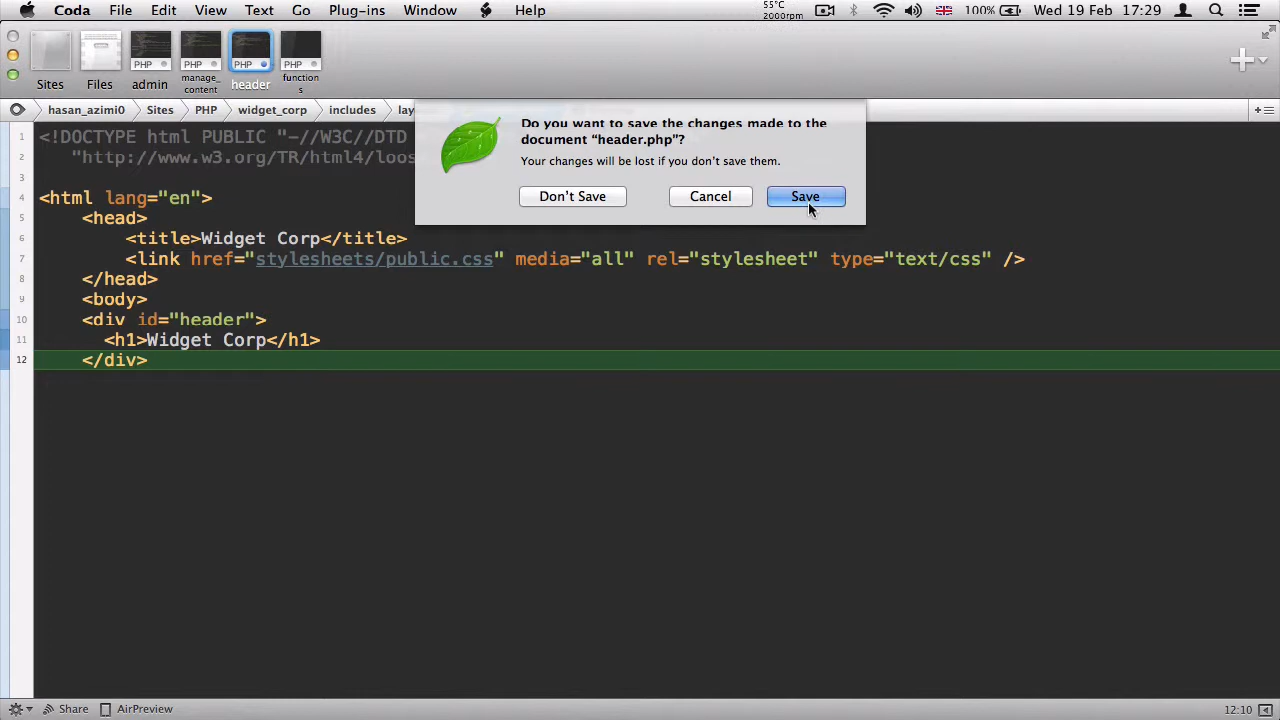 Coda File Edit View Text Go Plug-ins Window Help 55°C 2000rpm 100% Wed 19 Feb 17:29
PHP PHP PHP PHP
Sites Files admin manage_content header functions
hasan_azimi0 Sites PHP widget_corp includes lay
Do you want to save the changes made to the
document “header.php”?
Your changes will be lost if you don’t save them.
Don’t Save Cancel Save
1 <!DOCTYPE html PUBLIC "-//W3C//DTD
2 "http://www.w3.org/TR/html4/loos
3
4 <html lang="en">
5 <head>
6 <title>Widget Corp</title>
7 <link href="stylesheets/public.css" media="all" rel="stylesheet" type="text/css" />
8 </head>
9 <body>
10 <div id="header">
11 <h1>Widget Corp</h1>
12 </div>
Share AirPreview 12:10